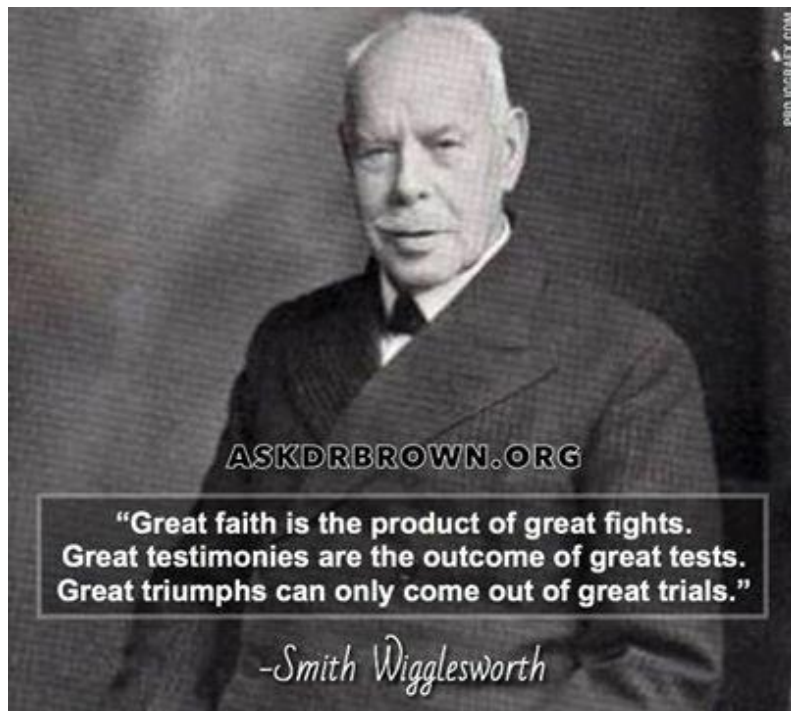 ASKDRBROWN.ORG
“Great faith is the product of great fights.
Great testimonies are the outcome of great tests.
Great triumphs can only come out of great trials.”
-Smith Wigglesworth